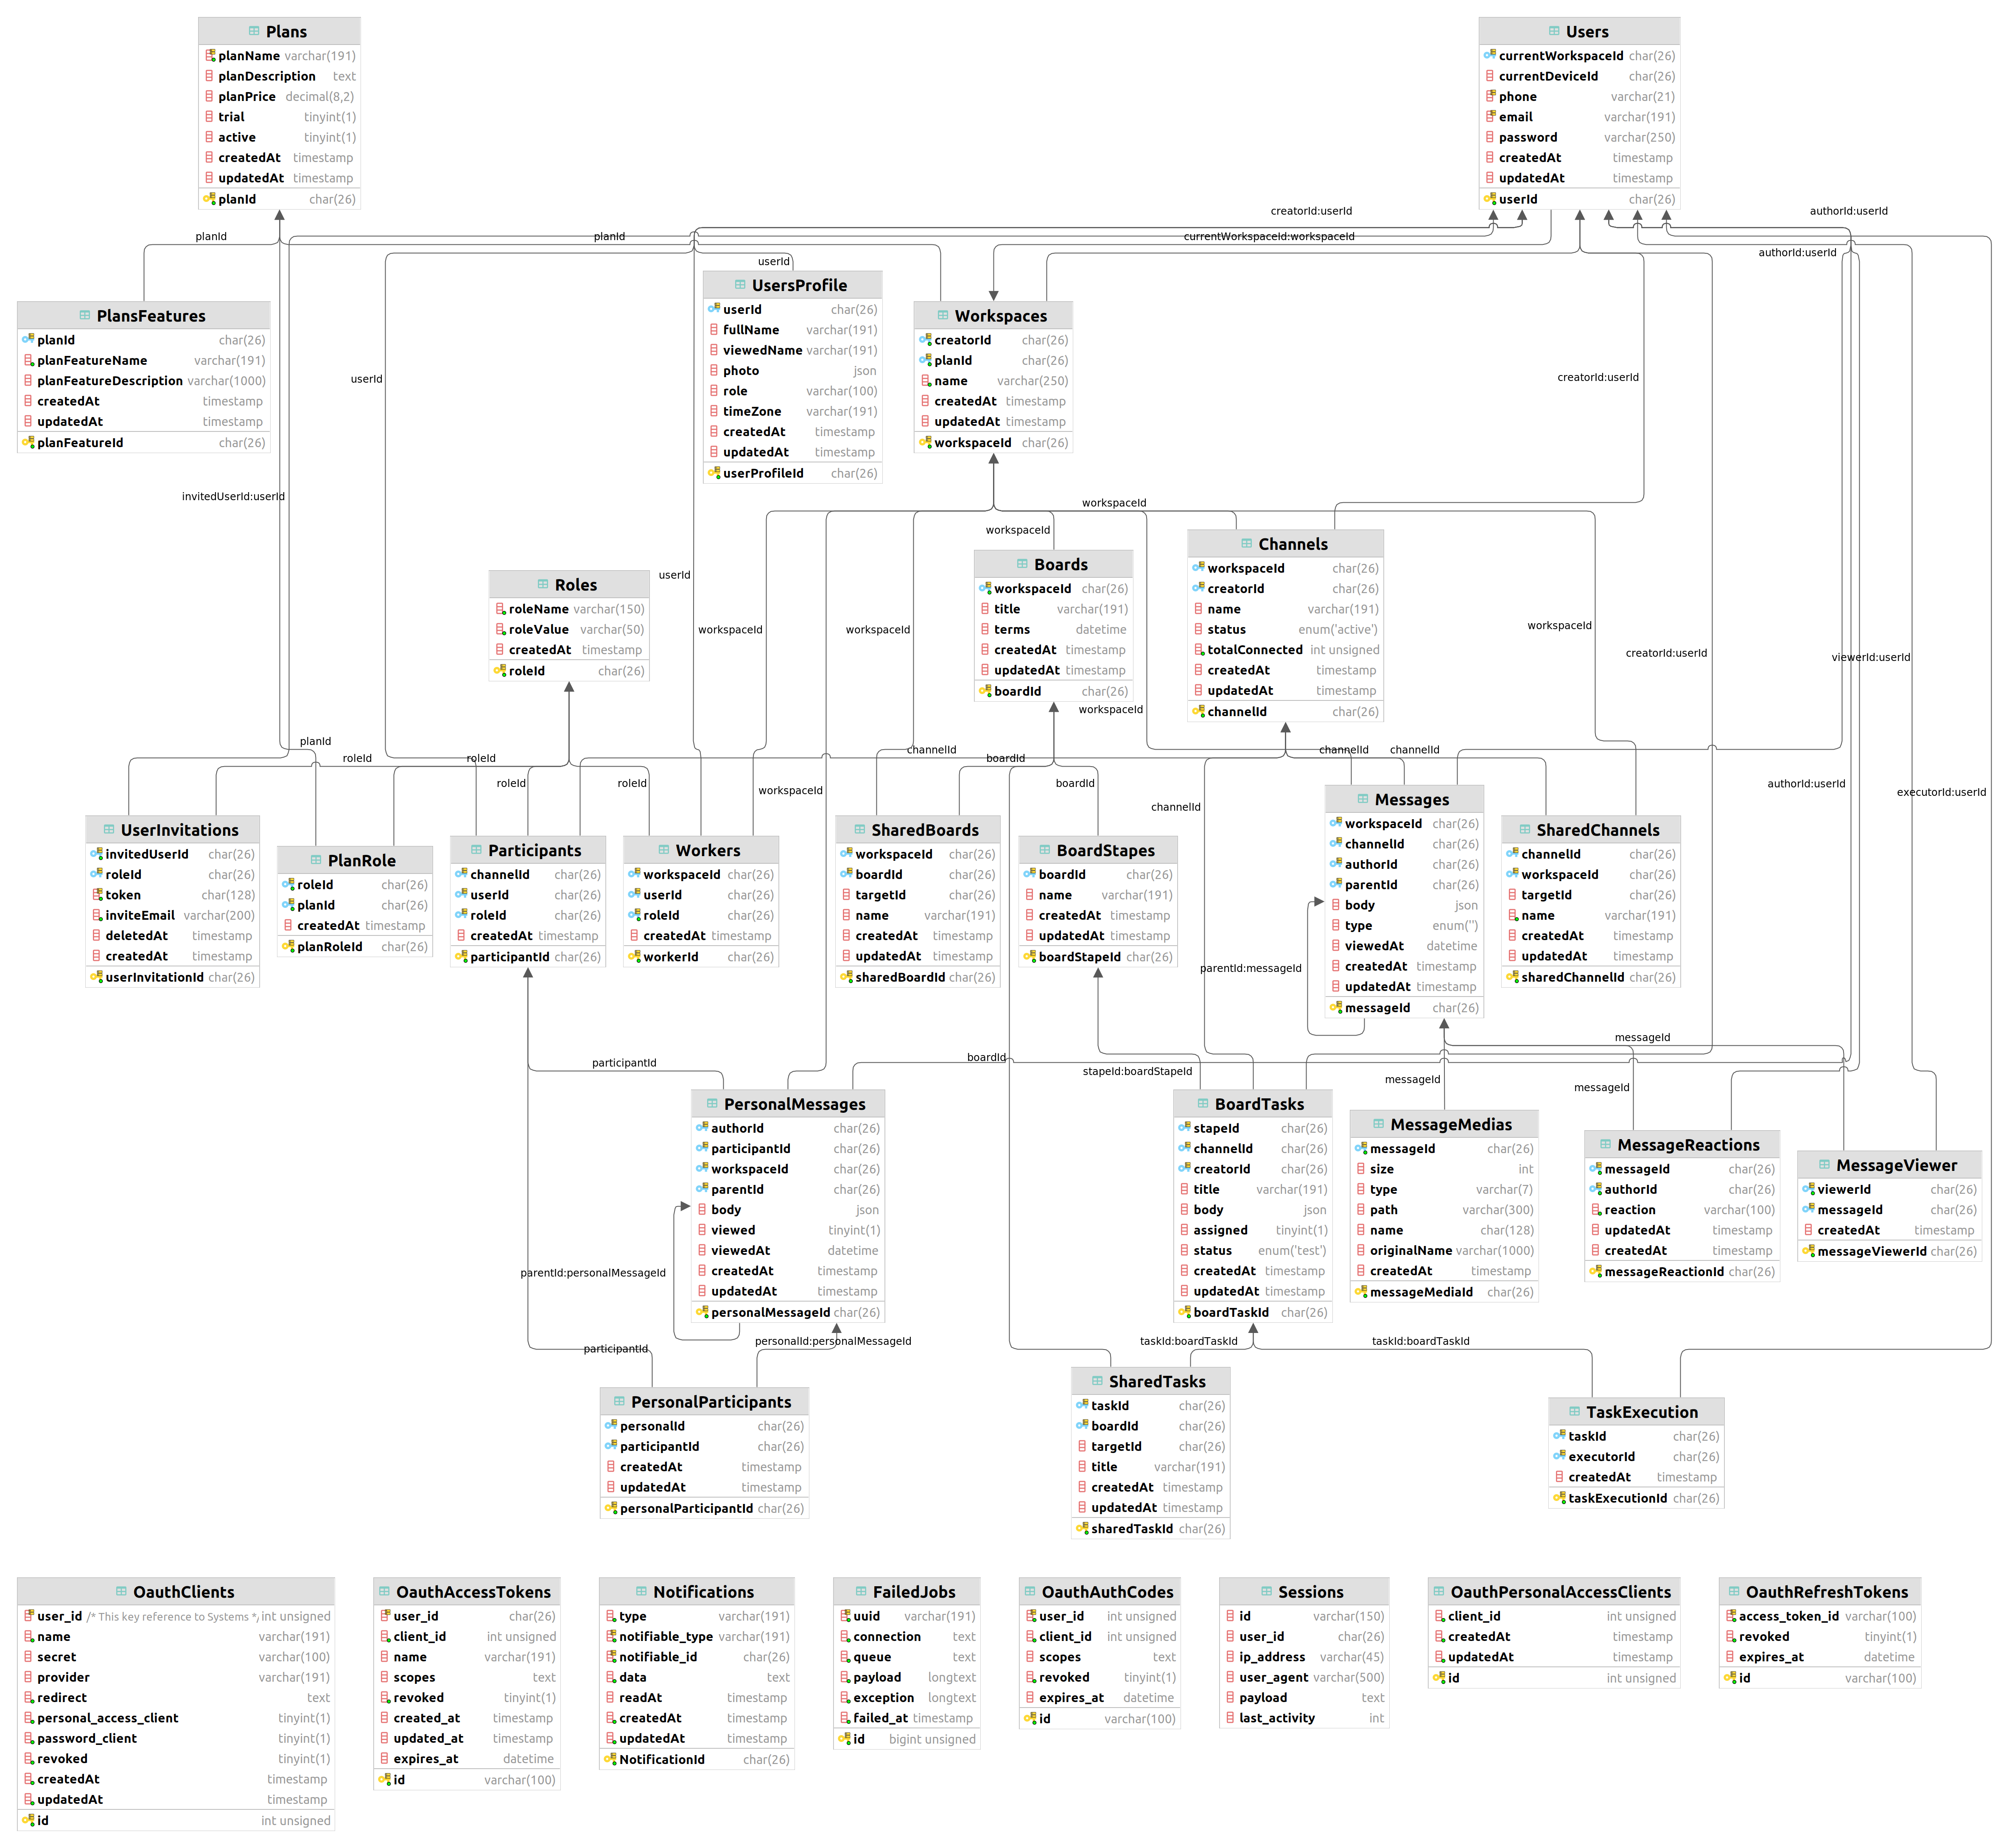 Plans
planName varchar(191)
planDescription text
planPrice decimal(8,2)
trial tinyint(1)
active tinyint(1)
createdAt timestamp
updatedAt timestamp
planId char(26)
Users
currentWorkspaceId char(26)
currentDeviceId char(26)
phone varchar(21)
email varchar(191)
password varchar(250)
createdAt timestamp
updatedAt timestamp
userId char(26)
creatorId:userId
authorId:userId
planId
planId
currentWorkspaceId:workspaceId
authorId:userId
userId
PlansFeatures
planId char(26)
planFeatureName varchar(191)
planFeatureDescription varchar(1000)
createdAt timestamp
updatedAt timestamp
planFeatureId char(26)
UsersProfile
userId char(26)
fullName varchar(191)
viewedName varchar(191)
photo json
role varchar(100)
timeZone varchar(191)
createdAt timestamp
updatedAt timestamp
userProfileId char(26)
Workspaces
creatorId char(26)
planId char(26)
name varchar(250)
createdAt timestamp
updatedAt timestamp
workspaceId char(26)
userId
creatorId:userId
invitedUserId:userId
workspaceId
workspaceId
Roles
roleName varchar(150)
roleValue varchar(50)
createdAt timestamp
roleId char(26)
Boards
workspaceId char(26)
title varchar(191)
terms datetime
createdAt timestamp
updatedAt timestamp
boardId char(26)
Channels
workspaceId char(26)
creatorId char(26)
name varchar(191)
status enum('active')
totalConnected int unsigned
createdAt timestamp
updatedAt timestamp
channelId char(26)
userId
workspaceId
workspaceId
workspaceId
creatorId:userId
viewerId:userId
workspaceId
planId
roleId
roleId
channelId
boardId
channelId
channelId
roleId
roleId
workspaceId
boardId
channelId
authorId:userId
executorId:userId
UserInvitations
invitedUserId char(26)
roleId char(26)
token char(128)
inviteEmail varchar(200)
deletedAt timestamp
createdAt timestamp
userInvitationId char(26)
PlanRole
roleId char(26)
planId char(26)
createdAt timestamp
planRoleId char(26)
Participants
channelId char(26)
userId char(26)
roleId char(26)
createdAt timestamp
participantId char(26)
Workers
workspaceId char(26)
userId char(26)
roleId char(26)
createdAt timestamp
workerId char(26)
SharedBoards
workspaceId char(26)
boardId char(26)
targetId char(26)
name varchar(191)
createdAt timestamp
updatedAt timestamp
sharedBoardId char(26)
BoardStapes
boardId char(26)
name varchar(191)
createdAt timestamp
updatedAt timestamp
boardStapeId char(26)
Messages
workspaceId char(26)
channelId char(26)
authorId char(26)
parentId char(26)
body json
type enum('')
viewedAt datetime
createdAt timestamp
updatedAt timestamp
messageId char(26)
SharedChannels
channelId char(26)
workspaceId char(26)
targetId char(26)
name varchar(191)
createdAt timestamp
updatedAt timestamp
sharedChannelId char(26)
parentId:messageId
messageId
participantId
boardId
stapeId:boardStapeId
messageId
messageId
PersonalMessages
authorId char(26)
participantId char(26)
workspaceId char(26)
parentId char(26)
body json
viewed tinyint(1)
viewedAt datetime
createdAt timestamp
updatedAt timestamp
personalMessageId char(26)
BoardTasks
stapeId char(26)
channelId char(26)
creatorId char(26)
title varchar(191)
body json
assigned tinyint(1)
status enum('test')
createdAt timestamp
updatedAt timestamp
boardTaskId char(26)
MessageMedias
messageId char(26)
size int
type varchar(7)
path varchar(300)
name char(128)
originalName varchar(1000)
createdAt timestamp
messageMediaId char(26)
MessageReactions
messageId char(26)
authorId char(26)
reaction varchar(100)
updatedAt timestamp
createdAt timestamp
messageReactionId char(26)
MessageViewer
viewerId char(26)
messageId char(26)
createdAt timestamp
messageViewerId char(26)
parentId:personalMessageId
participantId
personalId:personalMessageId
taskId:boardTaskId
taskId:boardTaskId
PersonalParticipants
personalId char(26)
participantId char(26)
createdAt timestamp
updatedAt timestamp
personalParticipantId char(26)
SharedTasks
taskId char(26)
boardId char(26)
targetId char(26)
title varchar(191)
createdAt timestamp
updatedAt timestamp
sharedTaskId char(26)
TaskExecution
taskId char(26)
executorId char(26)
createdAt timestamp
taskExecutionId char(26)
OauthClients
user_id /* This key reference to Systems *, int unsigned
name varchar(191)
secret varchar(100)
provider varchar(191)
redirect text
personal_access_client tinyint(1)
password_client tinyint(1)
revoked tinyint(1)
createdAt timestamp
updatedAt timestamp
id int unsigned
OauthAccessTokens
user_id char(26)
client_id int unsigned
name varchar(191)
scopes text
revoked tinyint(1)
created_at timestamp
updated_at timestamp
expires_at datetime
id varchar(100)
Notifications
type varchar(191)
notifiable_type varchar(191)
notifiable_id char(26)
data text
readAt timestamp
createdAt timestamp
updatedAt timestamp
NotificationId char(26)
FailedJobs
uuid varchar(191)
connection text
queue text
payload longtext
exception longtext
failed_at timestamp
id bigint unsigned
OauthAuthCodes
user_id int unsigned
client_id int unsigned
scopes text
revoked tinyint(1)
expires_at datetime
id varchar(100)
Sessions
id varchar(150)
user_id char(26)
ip_address varchar(45)
user_agent varchar(500)
payload text
last_activity int
OauthPersonalAccessClients
client_id int unsigned
createdAt timestamp
updatedAt timestamp
id int unsigned
OauthRefreshTokens
access_token_id varchar(100)
revoked tinyint(1)
expires_at datetime
id varchar(100)